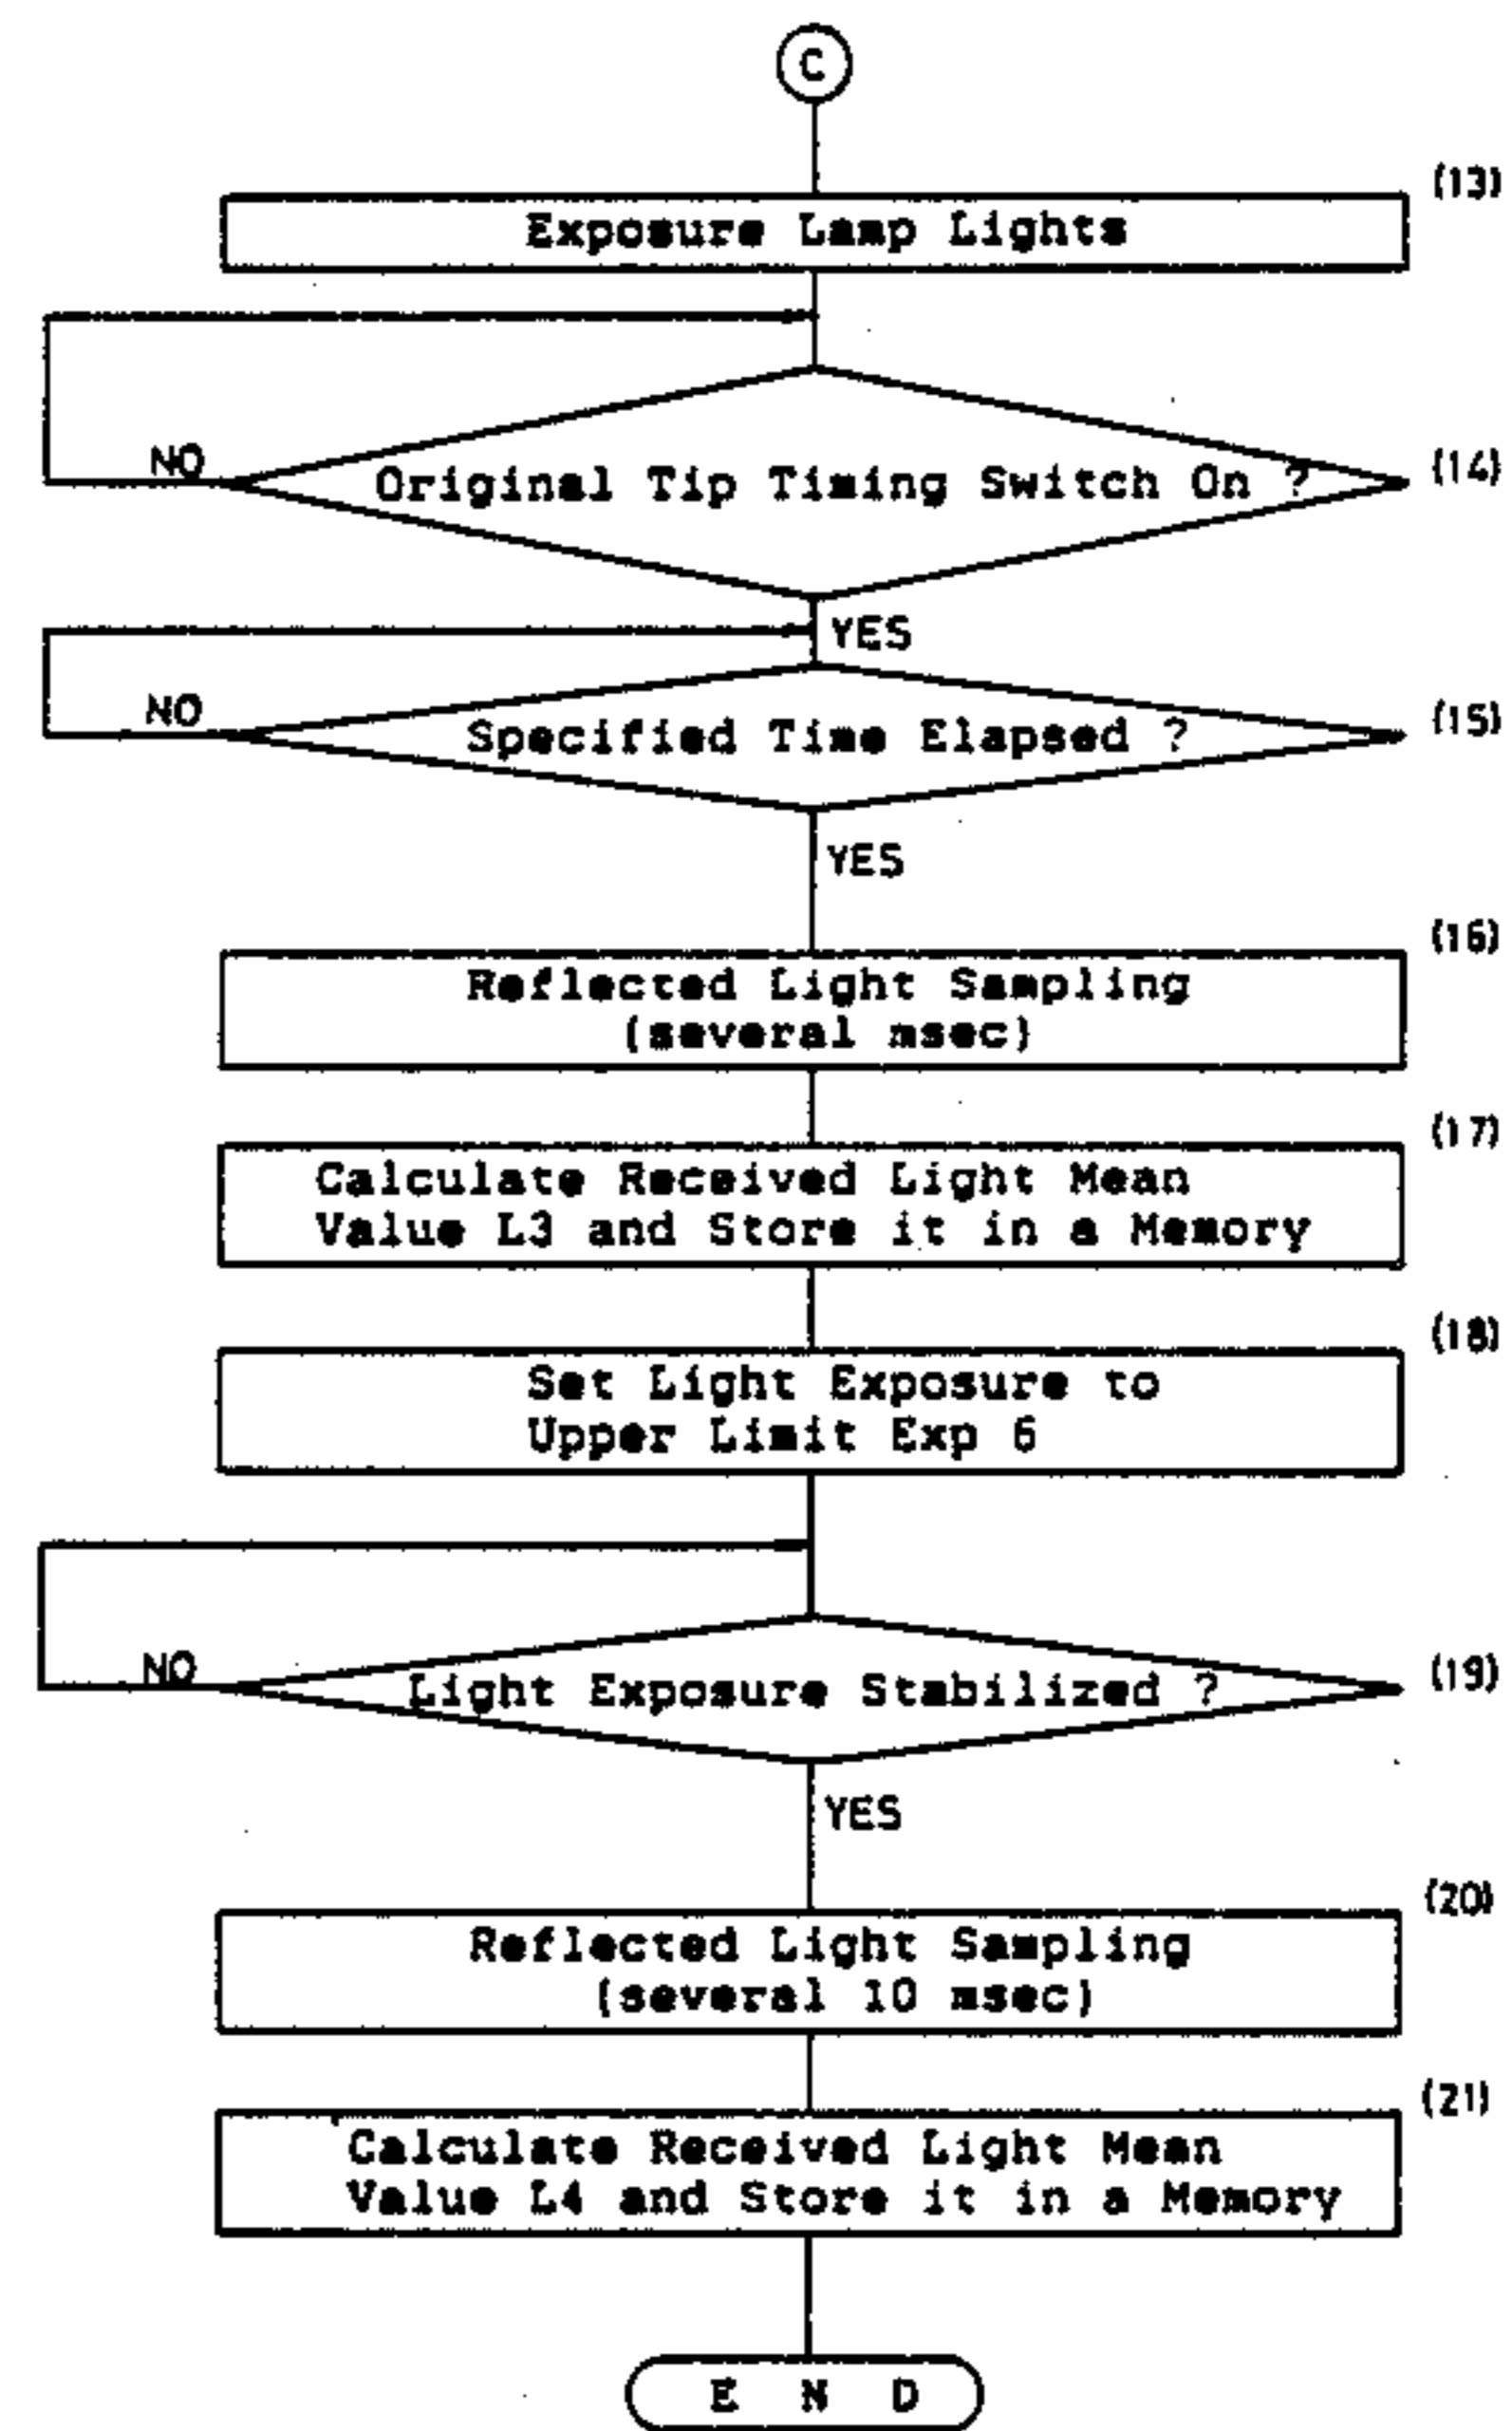 C
(13)
Exposure Lamp Lights
NO
Original Tip Timing Switch On ?
(14)
YES
NO
Specified Time Elapsed ?
(15)
YES
(16)
Reflected Light Sampling
(several msec)
(17)
Calculate Received Light Mean
Value L3 and Store it in a Memory
(18)
Set Light Exposure to
Upper Limit Exp 6
NO
Light Exposure Stabilized ?
(19)
YES
(20)
Reflected Light Sampling
(several 10 msec)
(21)
Calculate Received Light Mean
Value L4 and Store it in a Memory
E N D